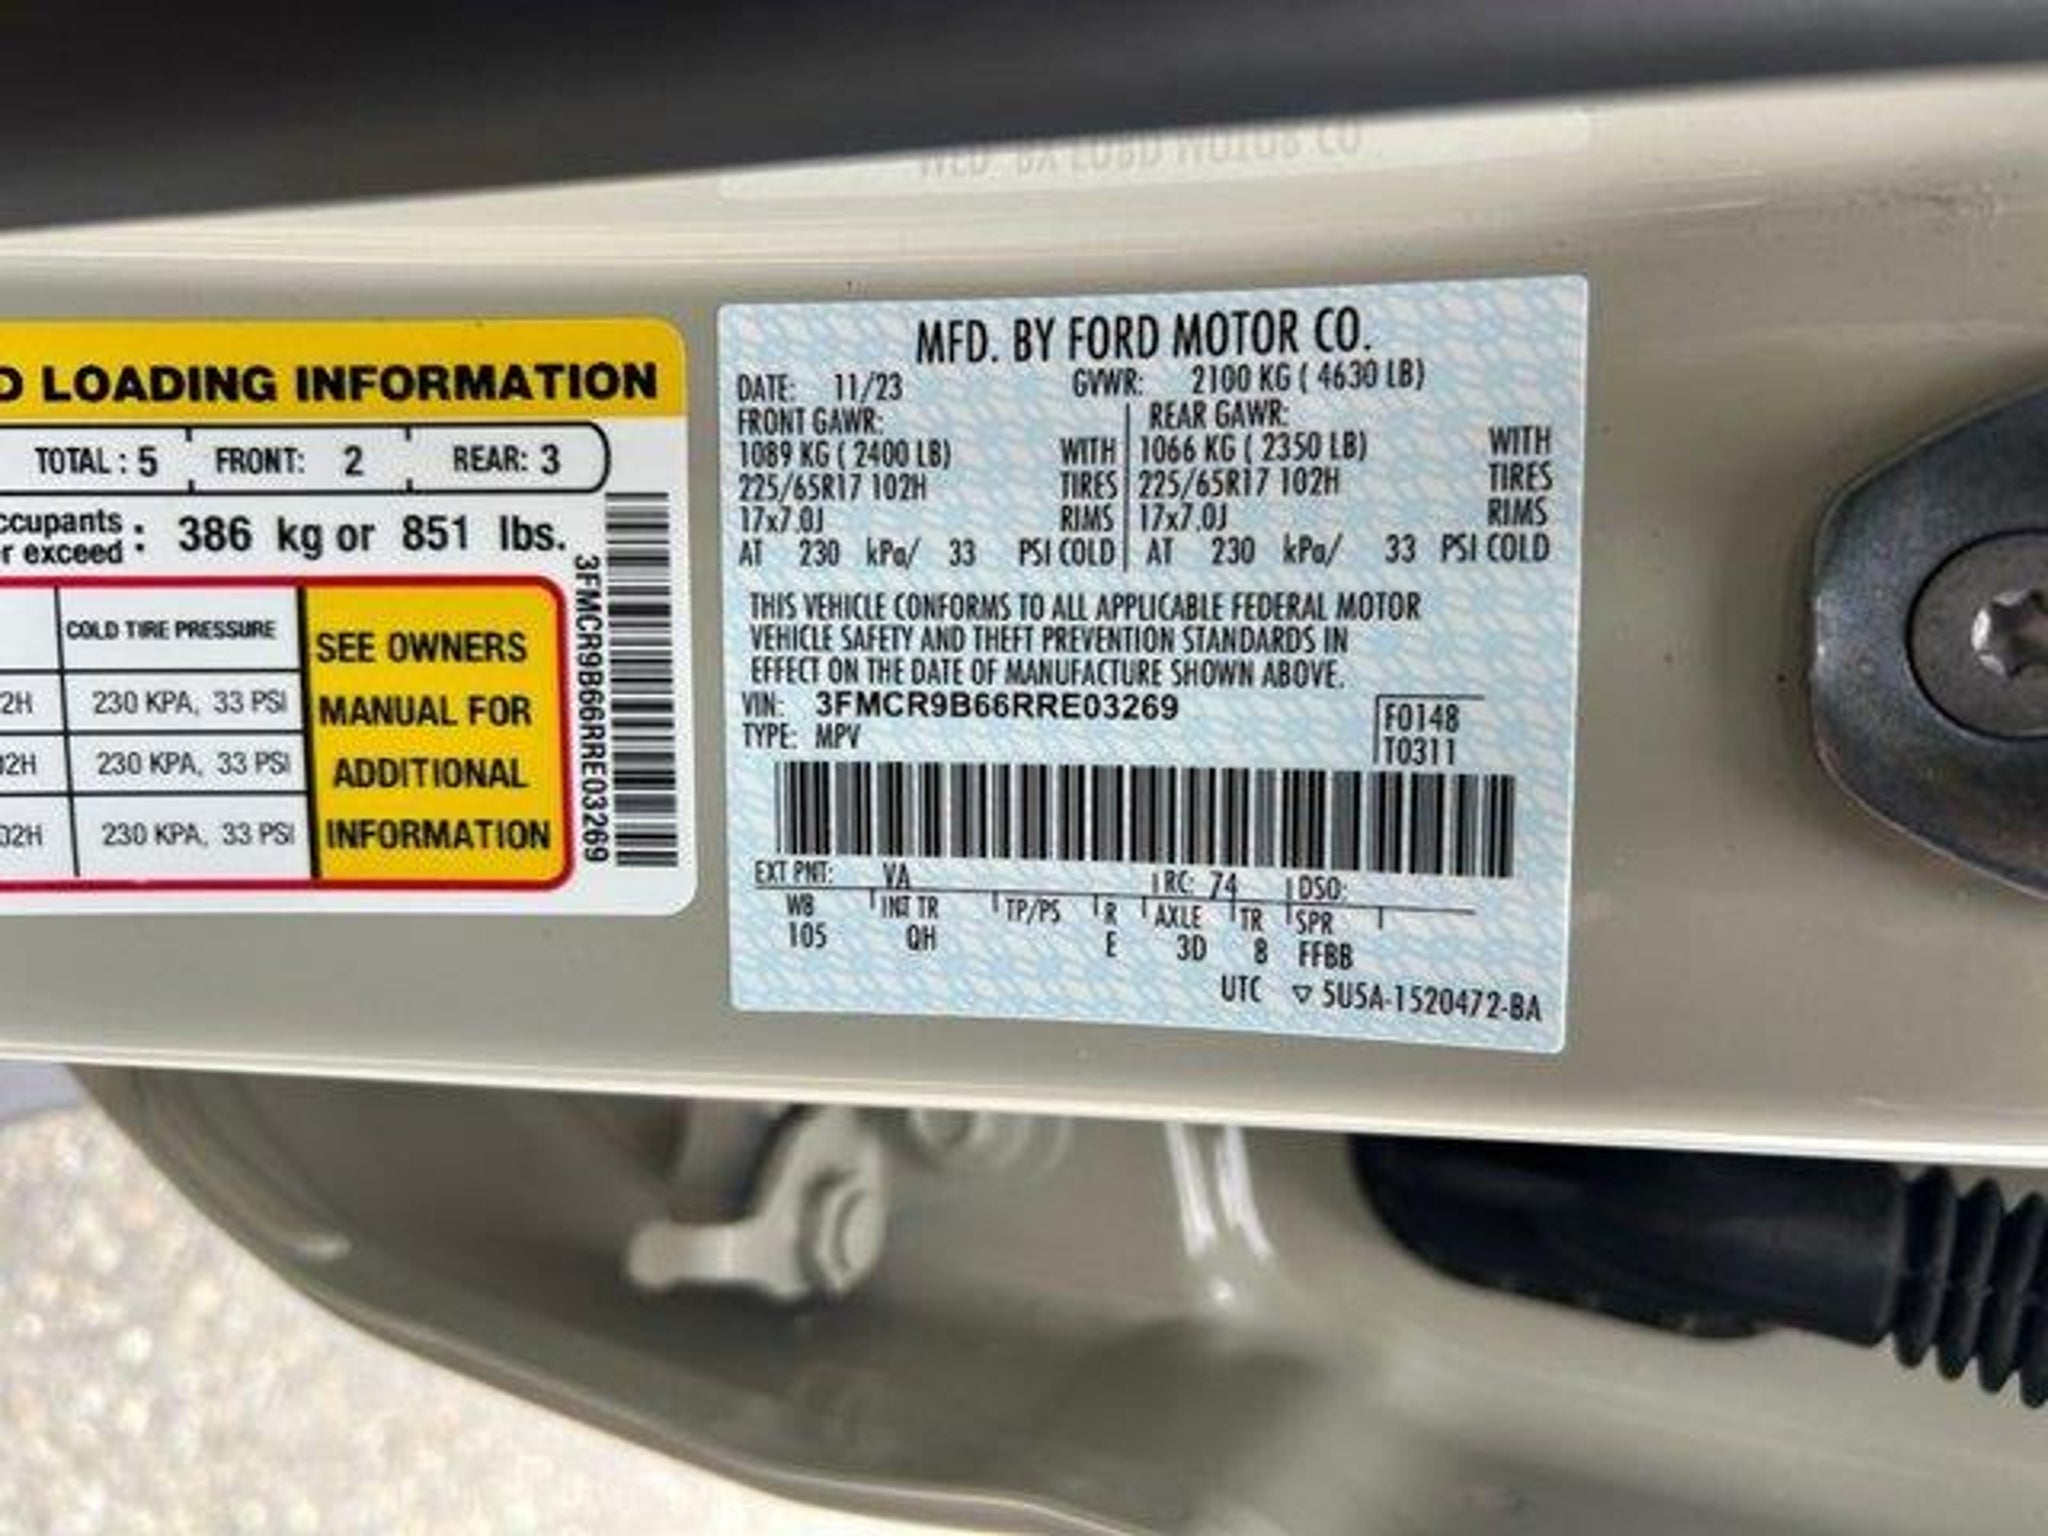 D LOADING INFORMATION
TOTAL : 5 FRONT: 2 REAR: 3
ccupants
r exceed : 386 kg or 851 lbs.
COLD TIRE PRESSURE
2H 230 KPA, 33 PSI
02H 230 KPA, 33 PSI
02H 230 KPA, 33 PSI
SEE OWNERS
MANUAL FOR
ADDITIONAL
INFORMATION
3FMCR9B66RRE03269
MFD. BY FORD MOTOR CO.
DATE: 11/23 GVWR: 2100 KG ( 4630 LB)
FRONT GAWR: REAR GAWR:
1089 KG ( 2400 LB) WITH 1066 KG ( 2350 LB) WITH
225/65R17 102H TIRES 225/65R17 102H TIRES
17x7.0J RIMS 17x7.0J RIMS
AT 230 kPa/ 33 PSI COLD AT 230 kPa/ 33 PSI COLD
THIS VEHICLE CONFORMS TO ALL APPLICABLE FEDERAL MOTOR
VEHICLE SAFETY AND THEFT PREVENTION STANDARDS IN
EFFECT ON THE DATE OF MANUFACTURE SHOWN ABOVE.
VIN: 3FMCR9B66RRE03269 F0148
TYPE: MPV T0311
EXT PNT: VA RC: 74 DSO:
WB INT TR TP/PS R AXLE TR SPR
105 QH E 3D 8 FFBB
UTC ▽ 5U5A-1520472-BA